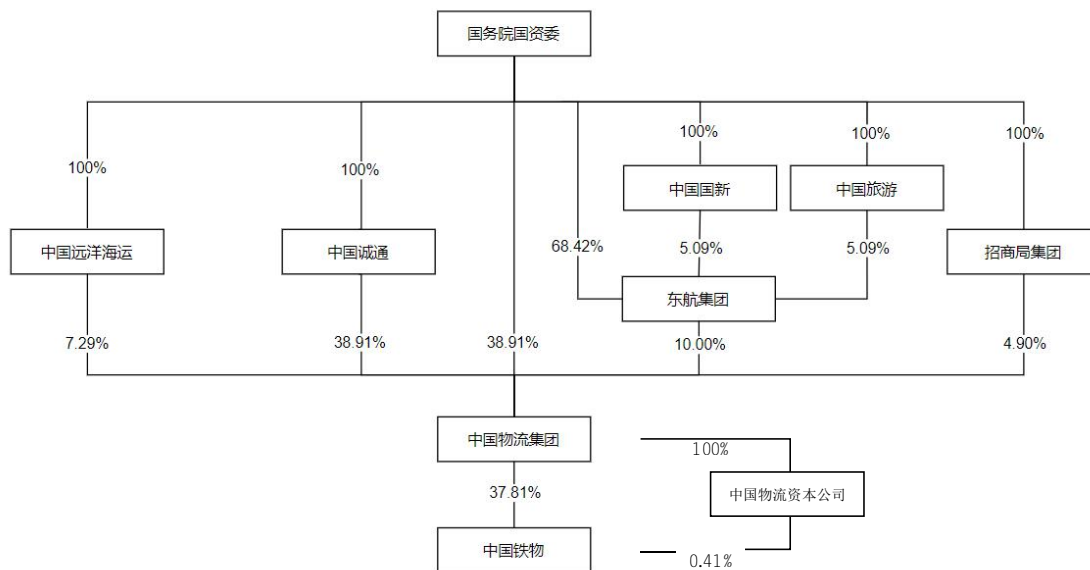 国务院国资委
100%
100%
100%
100%
100%
中国国新
中国旅游
中国远洋海运
中国诚通
68.42%
5.09%
5.09%
招商局集团
东航集团
7.29%
38.91%
38.91%
10.00%
4.90%
中国物流集团
100%
37.81%
中国物流资本公司
中国铁物
0.41%